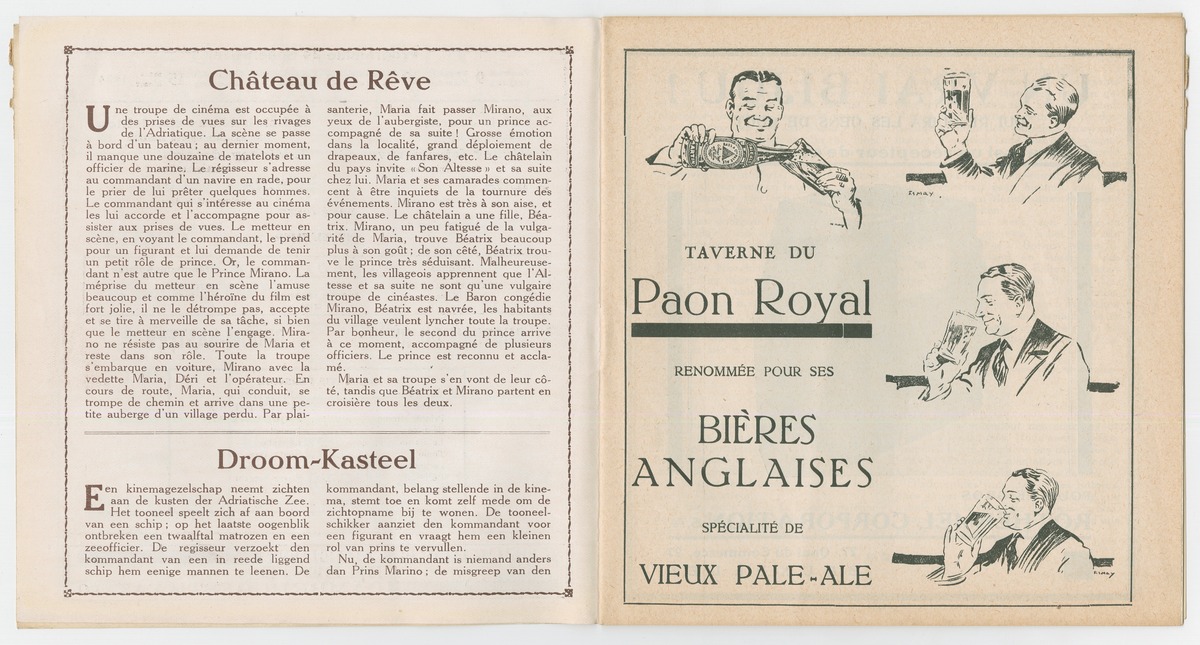 Château de Rêve
Une troupe de cinéma est occupée à
des prises de vues sur les rivages
de l'Adriatique. La scène se passe
à bord d'un bateau ; au dernier moment,
il manque une douzaine de matelots et un
officier de marine, Le régisseur s'adresse
au commandant d'un navire en rade, pour
le prier de lui prêter quelques hommes.
Le commandant qui s'intéresse au cinéma
les lui accorde et l'accompagne pour as-
sister aux prises de vues. Le metteur en
scène, en voyant le commandant, le prend
pour un figurant et lui demande de tenir
un petit rôle de prince. Or, le comman-
dant n'est autre que le Prince Mirano. La
méprise du metteur en scène l'amuse
beaucoup et comme l'héroïne du film est
fort jolie, il ne le détrompe pas, accepte
et se tire à merveille de sa tâche, si bien
que le metteur en scène l'engage. Mira-
no ne résiste pas au sourire de Maria et
reste dans son rôle. Toute la troupe
s'embarque en voiture, Mirano avec la
vedette Maria, Déri et l'opérateur. En
cours de route, Maria, qui conduit, se
trompe de chemin et arrive dans une pe-
tite auberge d'un village perdu. Par plai-
santerie, Maria fait passer Mirano, aux
yeux de l'aubergiste, pour un prince ac-
compagné de sa suite ! Grosse émotion
dans la localité, grand déploiement de
drapeaux, de fanfares, etc. Le châtelain
du pays invite « Son Altesse » et sa suite
chez lui. Maria et ses camarades commen-
cent à être inquiets de la tournure des
événements. Mirano est très à son aise, et
pour cause. Le châtelain a une fille, Béa-
trix. Mirano, un peu fatigué de la vulga-
rité de Maria, trouve Béatrix beaucoup
plus à son goût ; de son cêté, Béatrix trou-
ve le prince très séduisant. Malheureuse-
ment, les villageois apprennent que l'Al-
tesse et sa suite ne sont qu'une vulgaire
troupe de cinéastes. Le Baron congédie
Mirano, Béatrix est navrée, les habitants
du village veulent lyncher toute la troupe.
Par bonheur, le second du prince arrive
à ce moment, accompagné de plusieurs
officiers. Le prince est reconnu et accla-
mé.
Maria et sa troupe s'en vont de leur cô-
té, tandis que Béatrix et Mirano partent en
croisière tous les deux.
Droom-Kasteel
Een kinemagezelschap neemt zichten
aan de kusten der Adriatische Zee.
Het tooneel speelt zich af aan boord
van een schip ; op het laatste oogenblik
ontbreken een twaalftal matrozen en een
zeeofficier. De regisseur verzoekt den
kommandant van een in reede liggend
schip hem eenige mannen te leenen. De
kommandant, belang stellende in de kine-
ma, stemt toe en komt zelf mede om de
zichtopname bij te wonen. De tooneel-
schikker aanziet den kommandant voor
een figurant en vraagt hem een kleinen
rol van prins te vervullen.
Nu, de kommandant is niemand anders
dan Prins Marino ; de misgreep van den
TAVERNE DU
Paon Royal
RENOMMÉE POUR SES
BIÈRES
ANGLAISES
SPÉCIALITÉ DE
VIEUX PALE-ALE